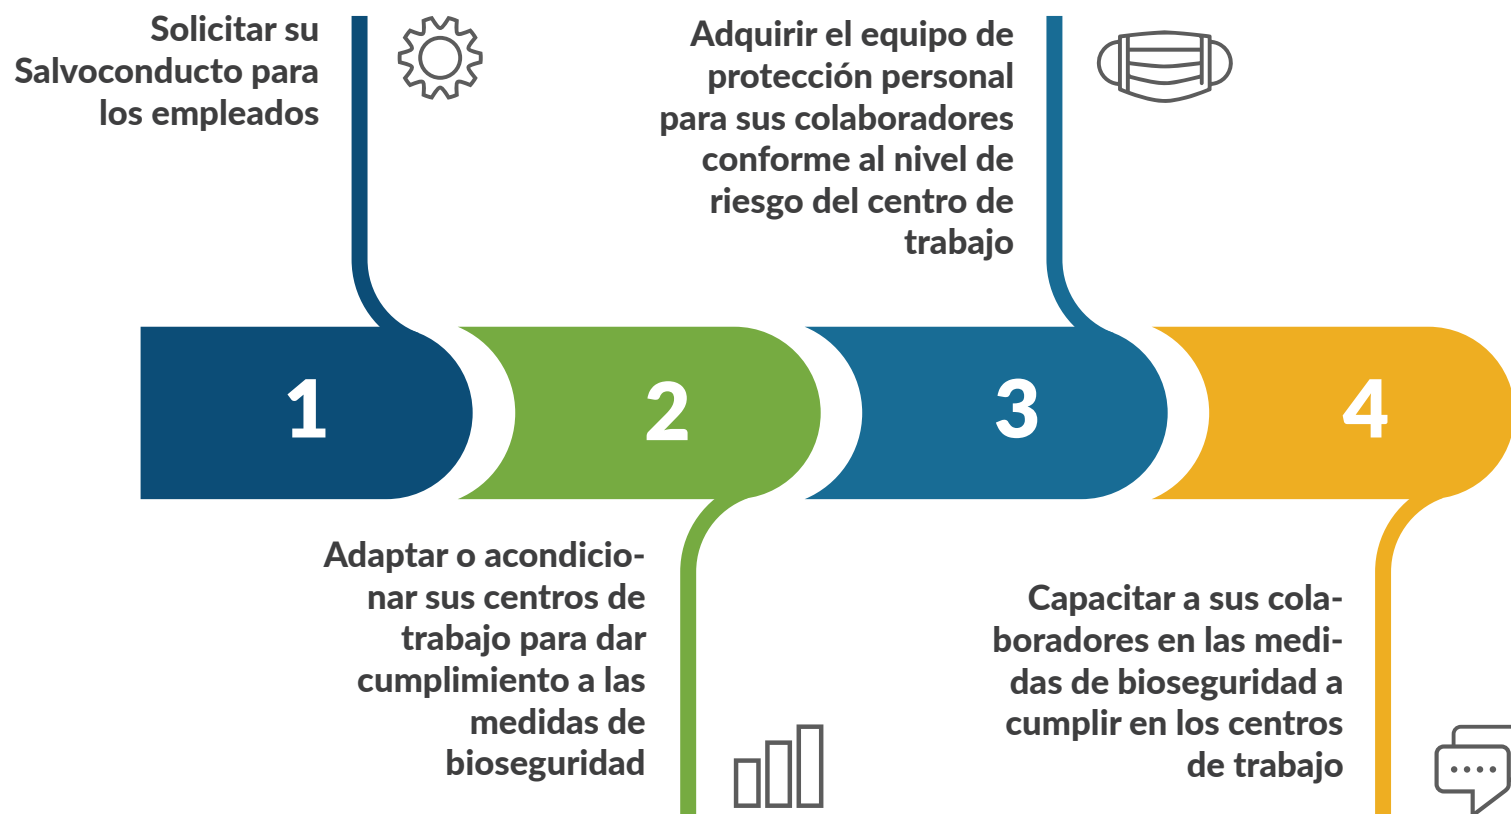 Solicitar su
Salvoconducto para
los empleados
Adquirir el equipo de
protección personal
para sus colaboradores
conforme al nivel de
riesgo del centro de
trabajo
1
2
3
4
Adaptar o acondicio-
nar sus centros de
trabajo para dar
cumplimiento a las
medidas de
bioseguridad
Capacitar a sus cola-
boradores en las medi-
das de bioseguridad a
cumplir en los centros
de trabajo